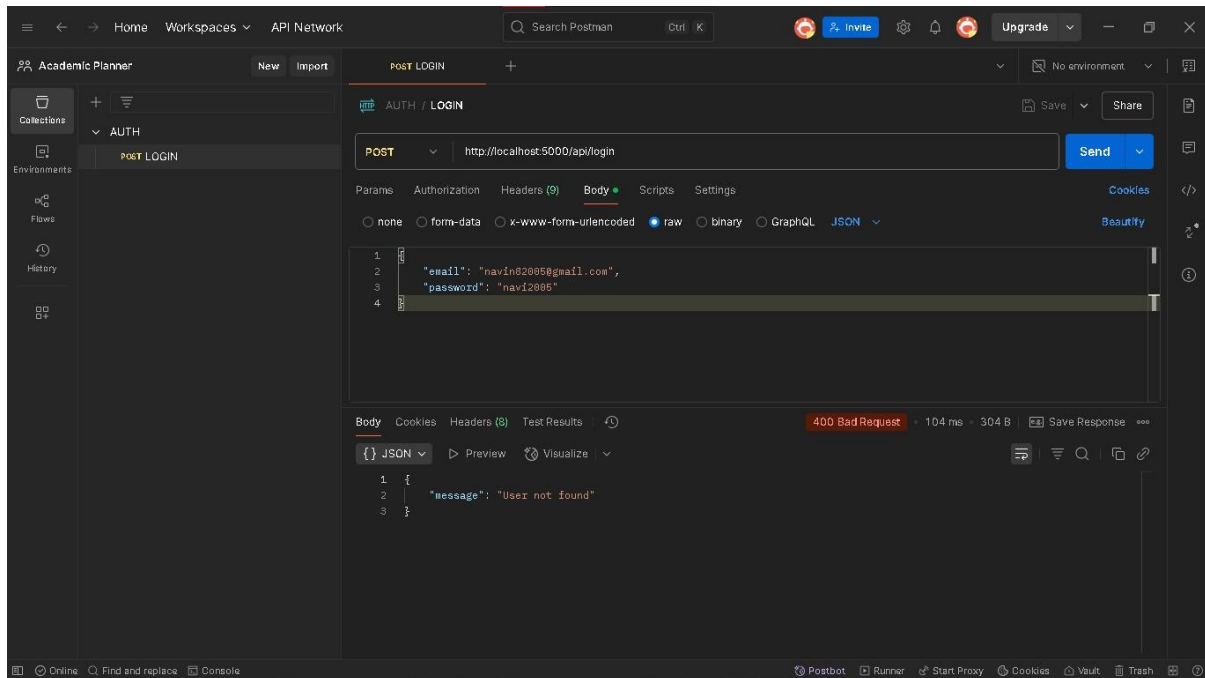 Home Workspaces API Network Search Postman Ctrl K Invite Upgrade
Academic Planner New Import POST LOGIN + No environment
Collections
AUTH
POST LOGIN
Environments
Flows
History
HTTP AUTH / LOGIN Save Share
POST http://localhost:5000/api/login Send
Params Authorization Headers (9) Body Scripts Settings Cookies
none form-data x-www-form-urlencoded raw binary GraphQL JSON Beautify
1 {
2 "email": "navin62005@gmail.com",
3 "password": "navi2005"
4 }
Body Cookies Headers (8) Test Results 400 Bad Request 104 ms 304 B e.g. Save Response
{} JSON Preview Visualize
1 {
2 "message": "User not found"
3 }
Online Find and replace Console Postbot Runner Start Proxy Cookies Vault Trash